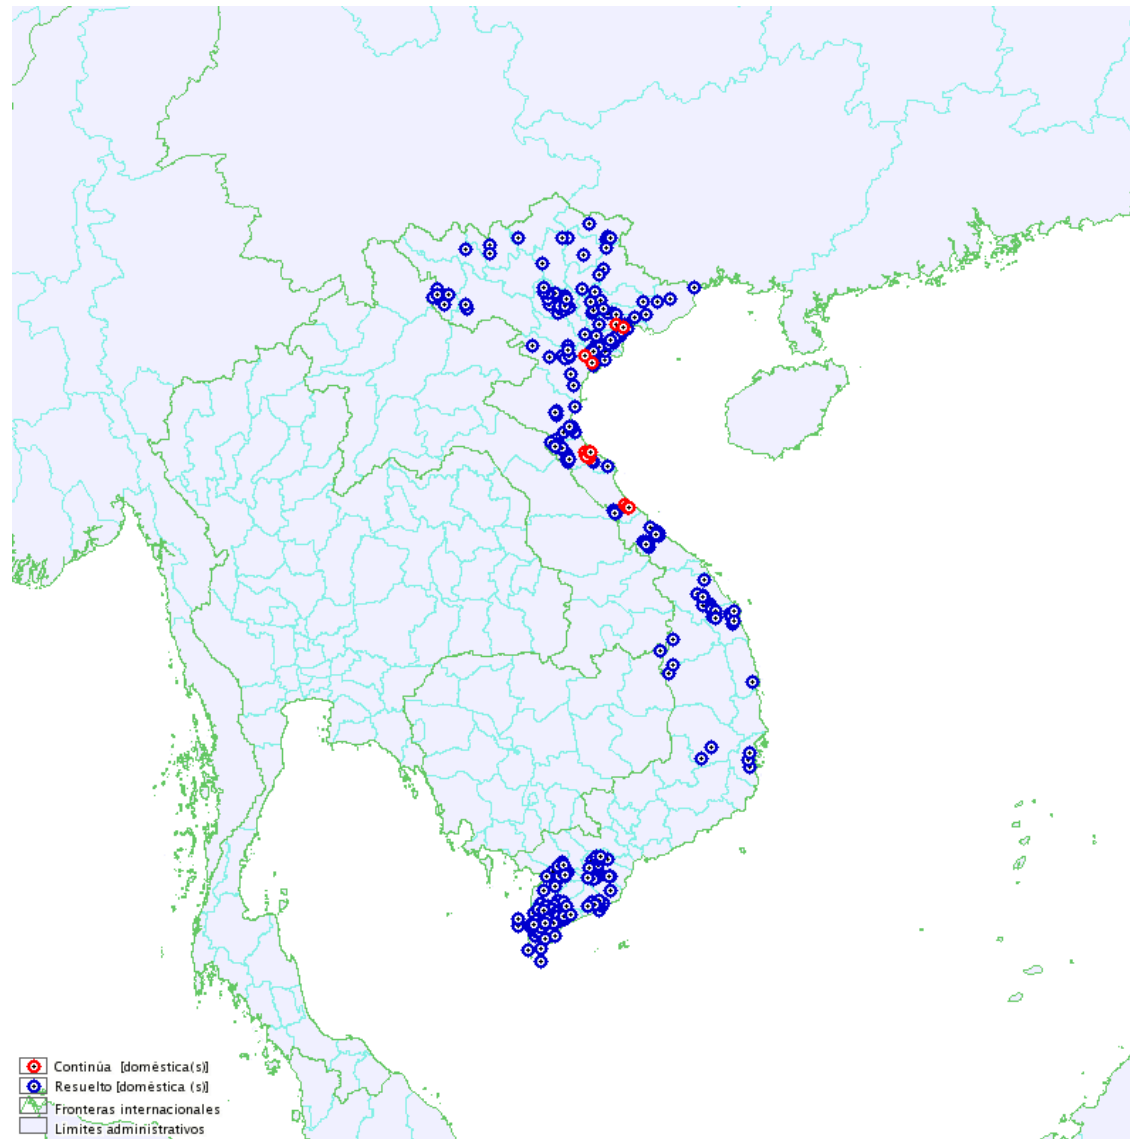 Continúa [doméstica(s)]
Resuelto [doméstica (s)]
Fronteras internacionales
Límites administrativos